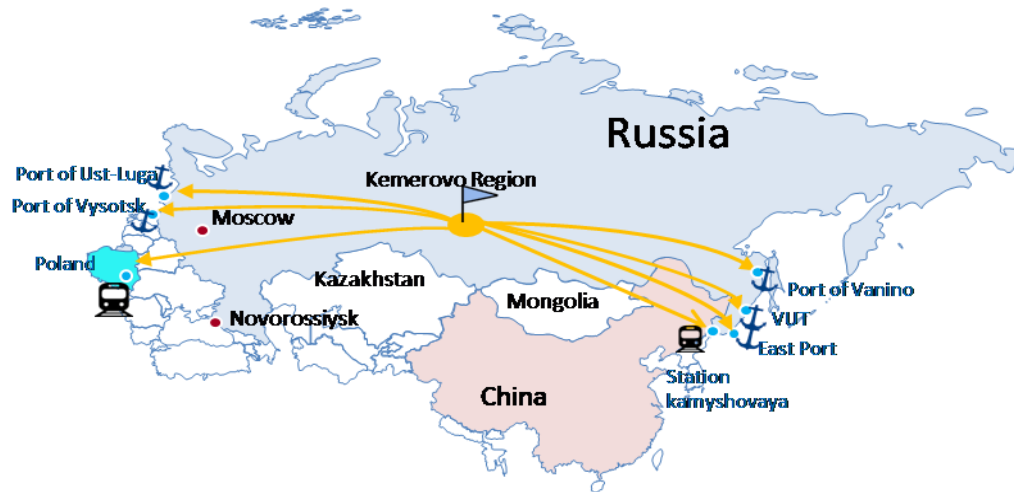 Russia
Port of Ust-Luga
Kemerovo Region
Port of Vysotsk
Moscow
Poland
Kazakhstan
Mongolia
Port of Vanino
Novorossiysk
VUT
East Port
Station
kamyshovaya
China